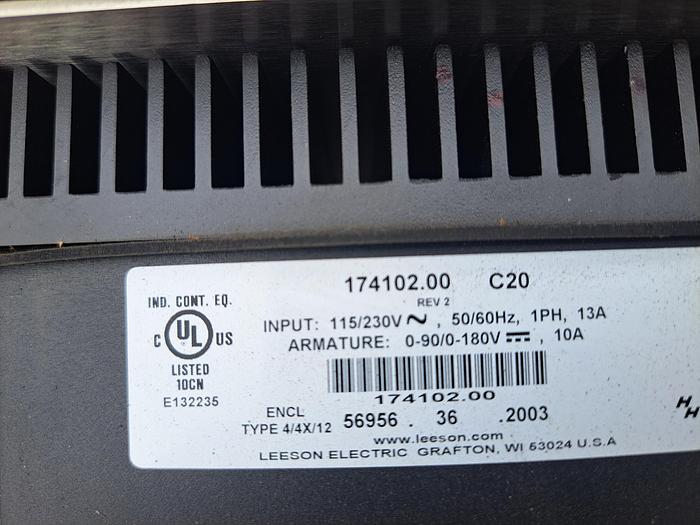 174102.00 C20
REV 2
IND. CONT. EQ.
C UL US
LISTED
10CN
E132235
INPUT: 115/230V ~ , 50/60Hz, 1PH, 13A
ARMATURE: 0-90/0-180V ⎓ , 10A
174102.00
ENCL
TYPE 4/4X/12
56956 . 36 .2003
www.leeson.com
LEESON ELECTRIC GRAFTON, WI 53024 U.S.A